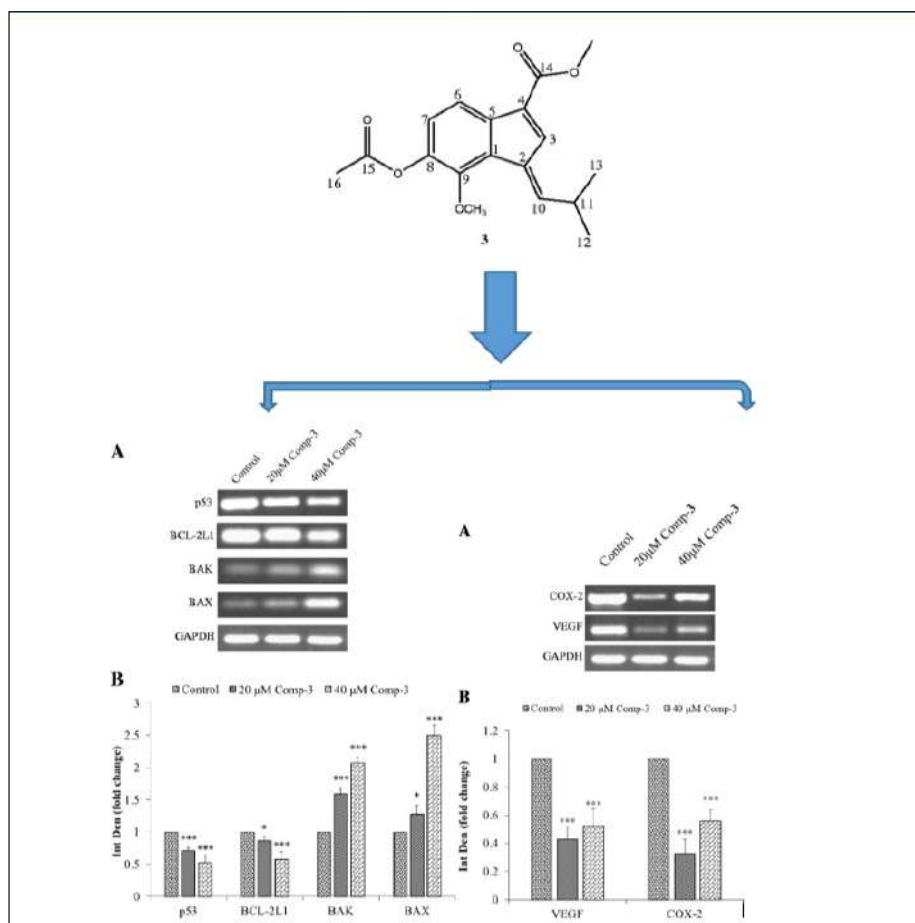 O
14
O
4
6
5
7
3
O
1
2
8
13
15
O
9
16
11
10
OCH3
12
3
A
Control
20µM Comp-3
40µM Comp-3
p53
BCL-2L1
BAK
BAX
GAPDH
A
Control
20µM Comp-3
40µM Comp-3
COX-2
VEGF
GAPDH
B
Control 20 µM Comp-3 40 µM Comp-3
Int Den (fold change)
3
2.5
2
1.5
1
0.5
0
*** *** * *** *** *** * ***
p53 BCL-2L1 BAK BAX
B
Control 20 µM Comp-3 40 µM Comp-3
Int Den (fold change)
1.2
1
0.8
0.6
0.4
0.2
0
*** *** *** ***
VEGF COX-2